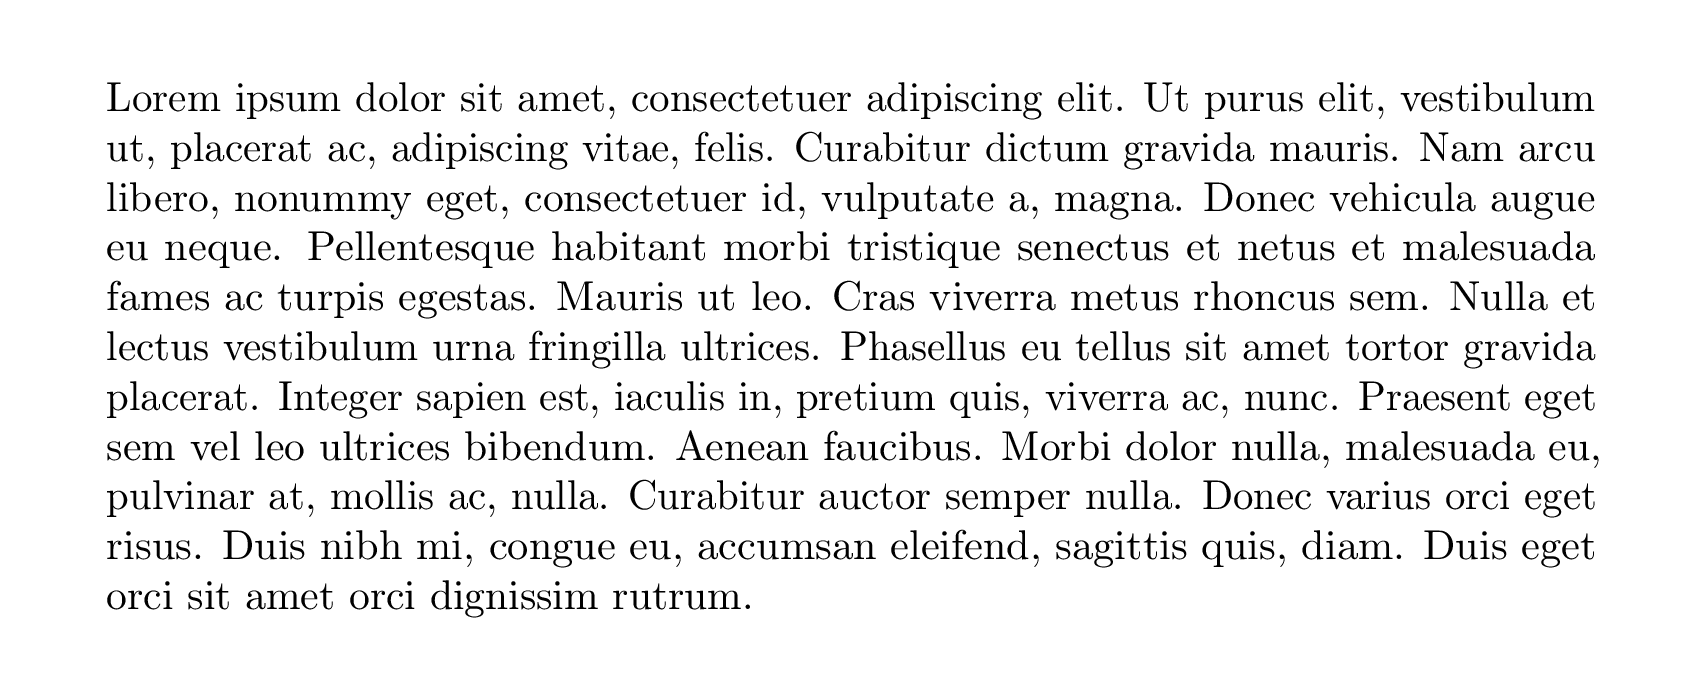 Lorem ipsum dolor sit amet, consectetuer adipiscing elit. Ut purus elit, vestibulum
ut, placerat ac, adipiscing vitae, felis. Curabitur dictum gravida mauris. Nam arcu
libero, nonummy eget, consectetuer id, vulputate a, magna. Donec vehicula augue
eu neque. Pellentesque habitant morbi tristique senectus et netus et malesuada
fames ac turpis egestas. Mauris ut leo. Cras viverra metus rhoncus sem. Nulla et
lectus vestibulum urna fringilla ultrices. Phasellus eu tellus sit amet tortor gravida
placerat. Integer sapien est, iaculis in, pretium quis, viverra ac, nunc. Praesent eget
sem vel leo ultrices bibendum. Aenean faucibus. Morbi dolor nulla, malesuada eu,
pulvinar at, mollis ac, nulla. Curabitur auctor semper nulla. Donec varius orci eget
risus. Duis nibh mi, congue eu, accumsan eleifend, sagittis quis, diam. Duis eget
orci sit amet orci dignissim rutrum.